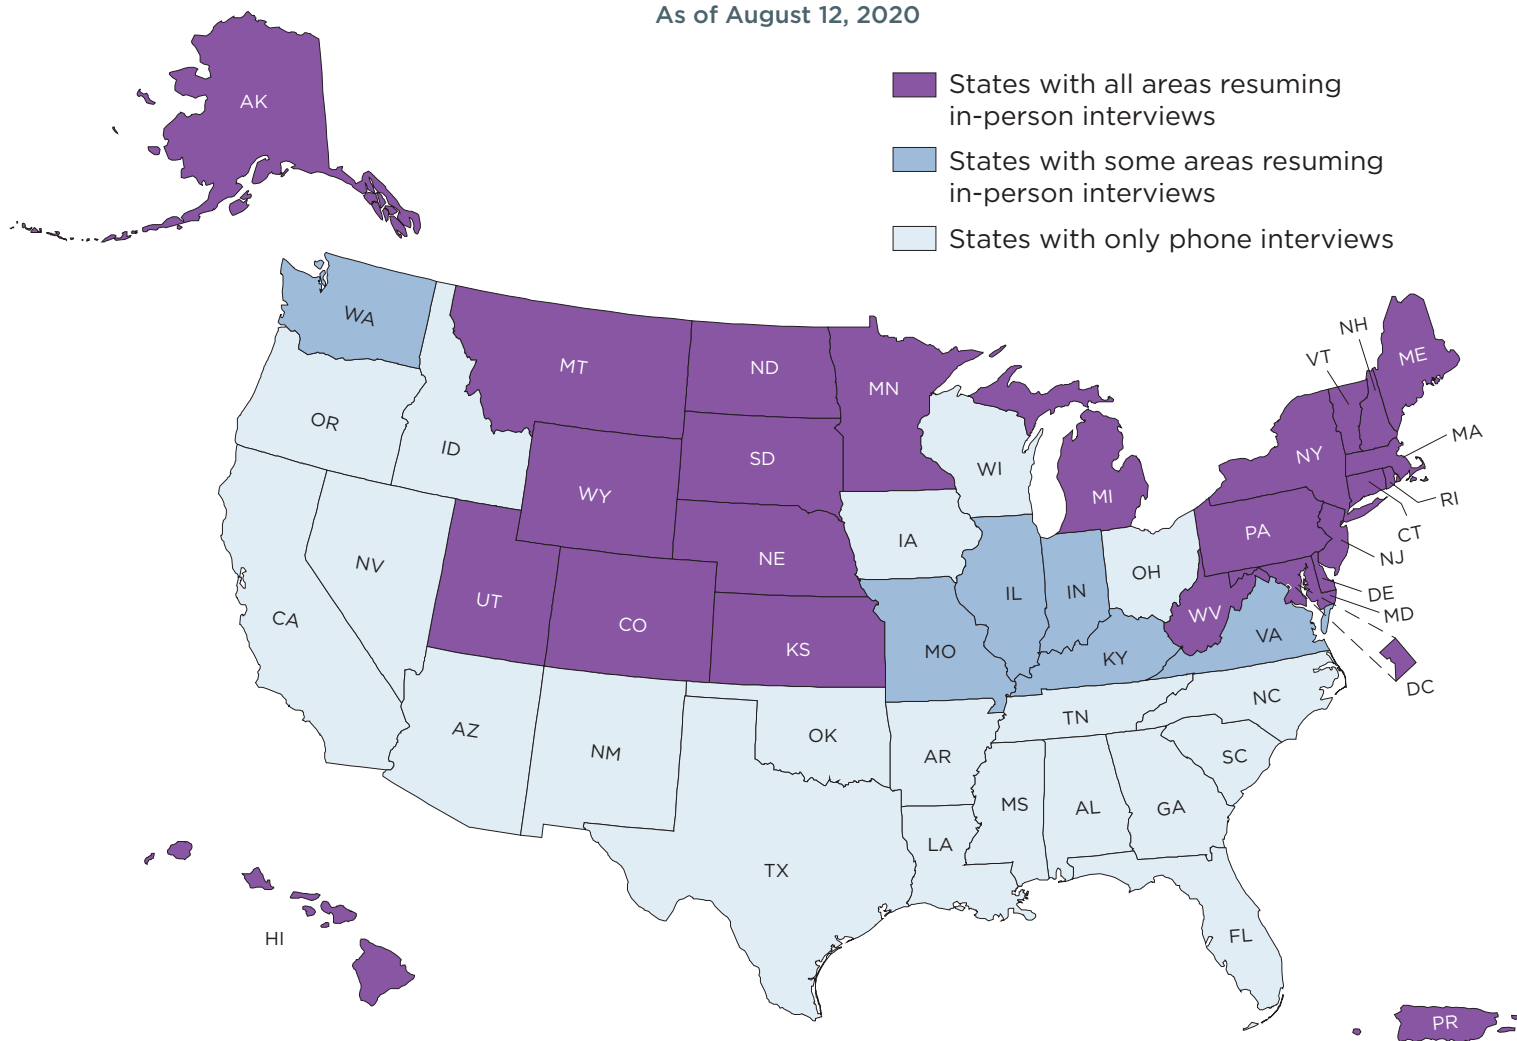 As of August 12, 2020
AK
States with all areas resuming
in-person interviews
States with some areas resuming
in-person interviews
States with only phone interviews
WA
MT
ND
MN
NH
VT
ME
OR
ID
SD
WI
NY
MA
WY
MI
RI
IA
PA
CT
NV
NE
OH
NJ
CA
UT
CO
IL
IN
DE
MD
WV
KS
MO
KY
VA
DC
AZ
NM
OK
TN
NC
AR
SC
MS
AL
GA
LA
TX
HI
FL
PR